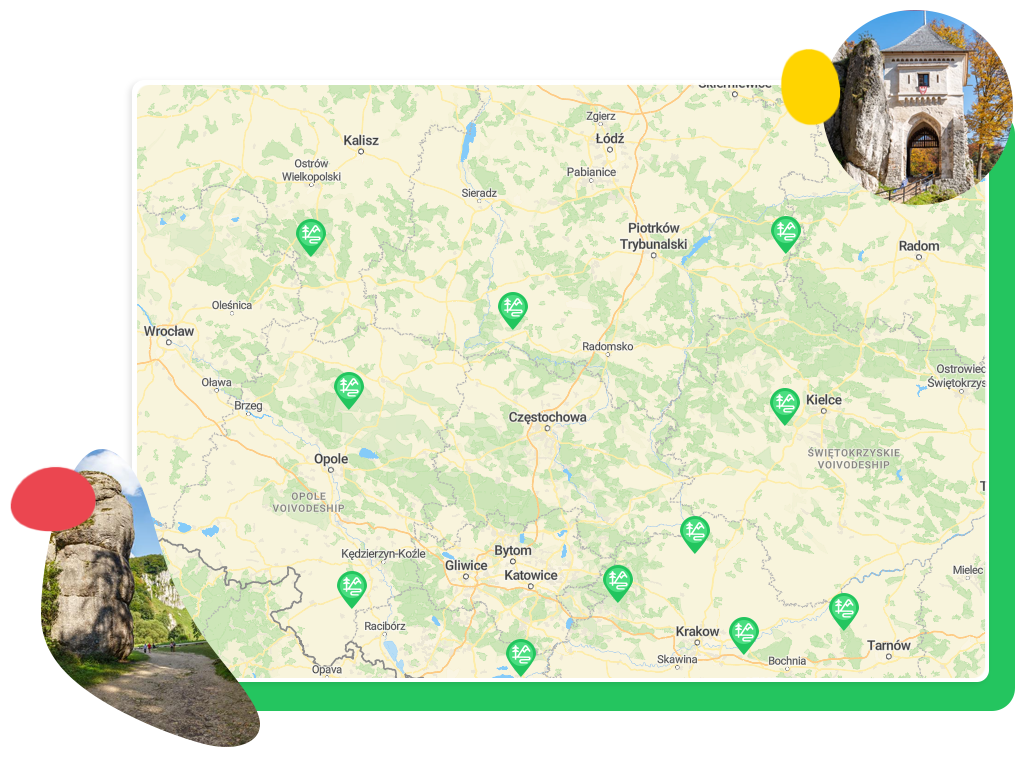 Skierniewice
Zgierz
Kalisz
Łódź
Ostrów
Wielkopolski
Pabianice
Sieradz
Piotrków
Trybunalski
Radom
Oleśnica
Wrocław
Radomsko
Ostrowiec
Świętokrzys
Oława
Brzeg
Kielce
Częstochowa
Opole
ŚWIĘTOKRZYSKIE
VOIVODESHIP
OPOLE
VOIVODESHIP
T
Kędzierzyn-Koźle
Bytom
Gliwice
Katowice
Mielec
Racibórz
Krakow
Tarnów
Skawina
Bochnia
Opava